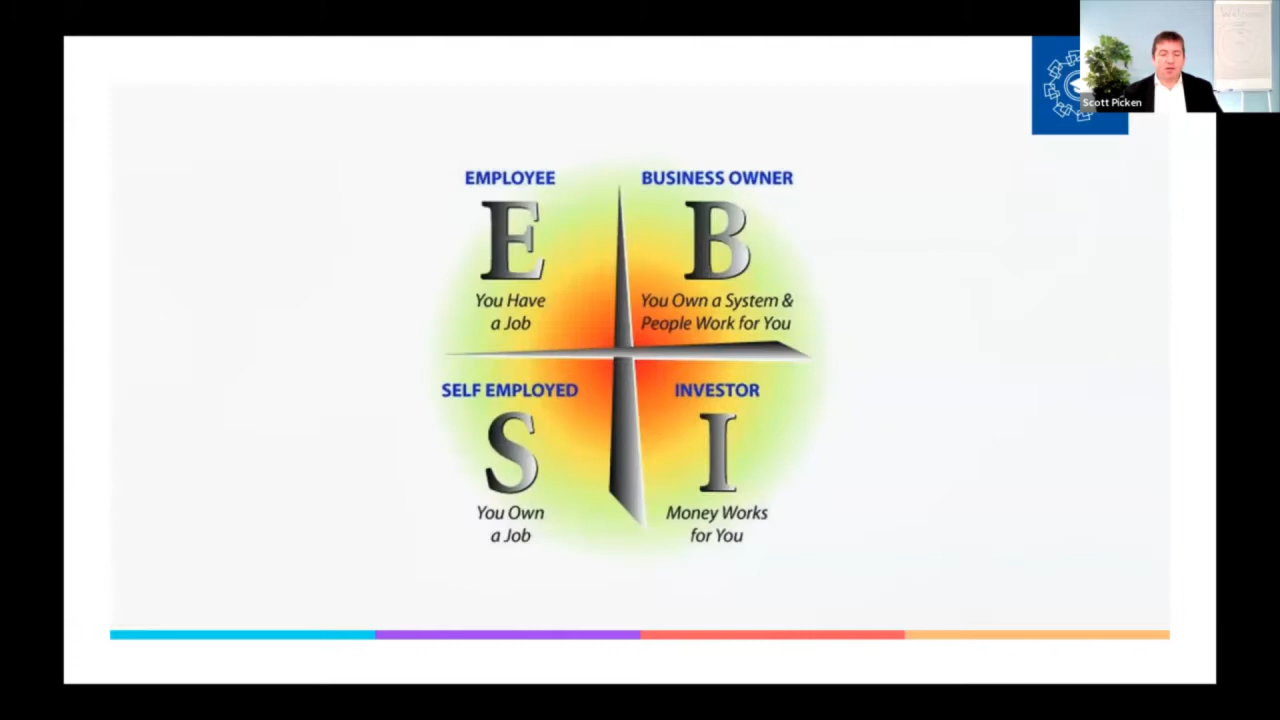 Scott Picken
EMPLOYEE
E
You Have
a Job
BUSINESS OWNER
B
You Own a System &
People Work for You
SELF EMPLOYED
S
You Own
a Job
INVESTOR
I
Money Works
for You